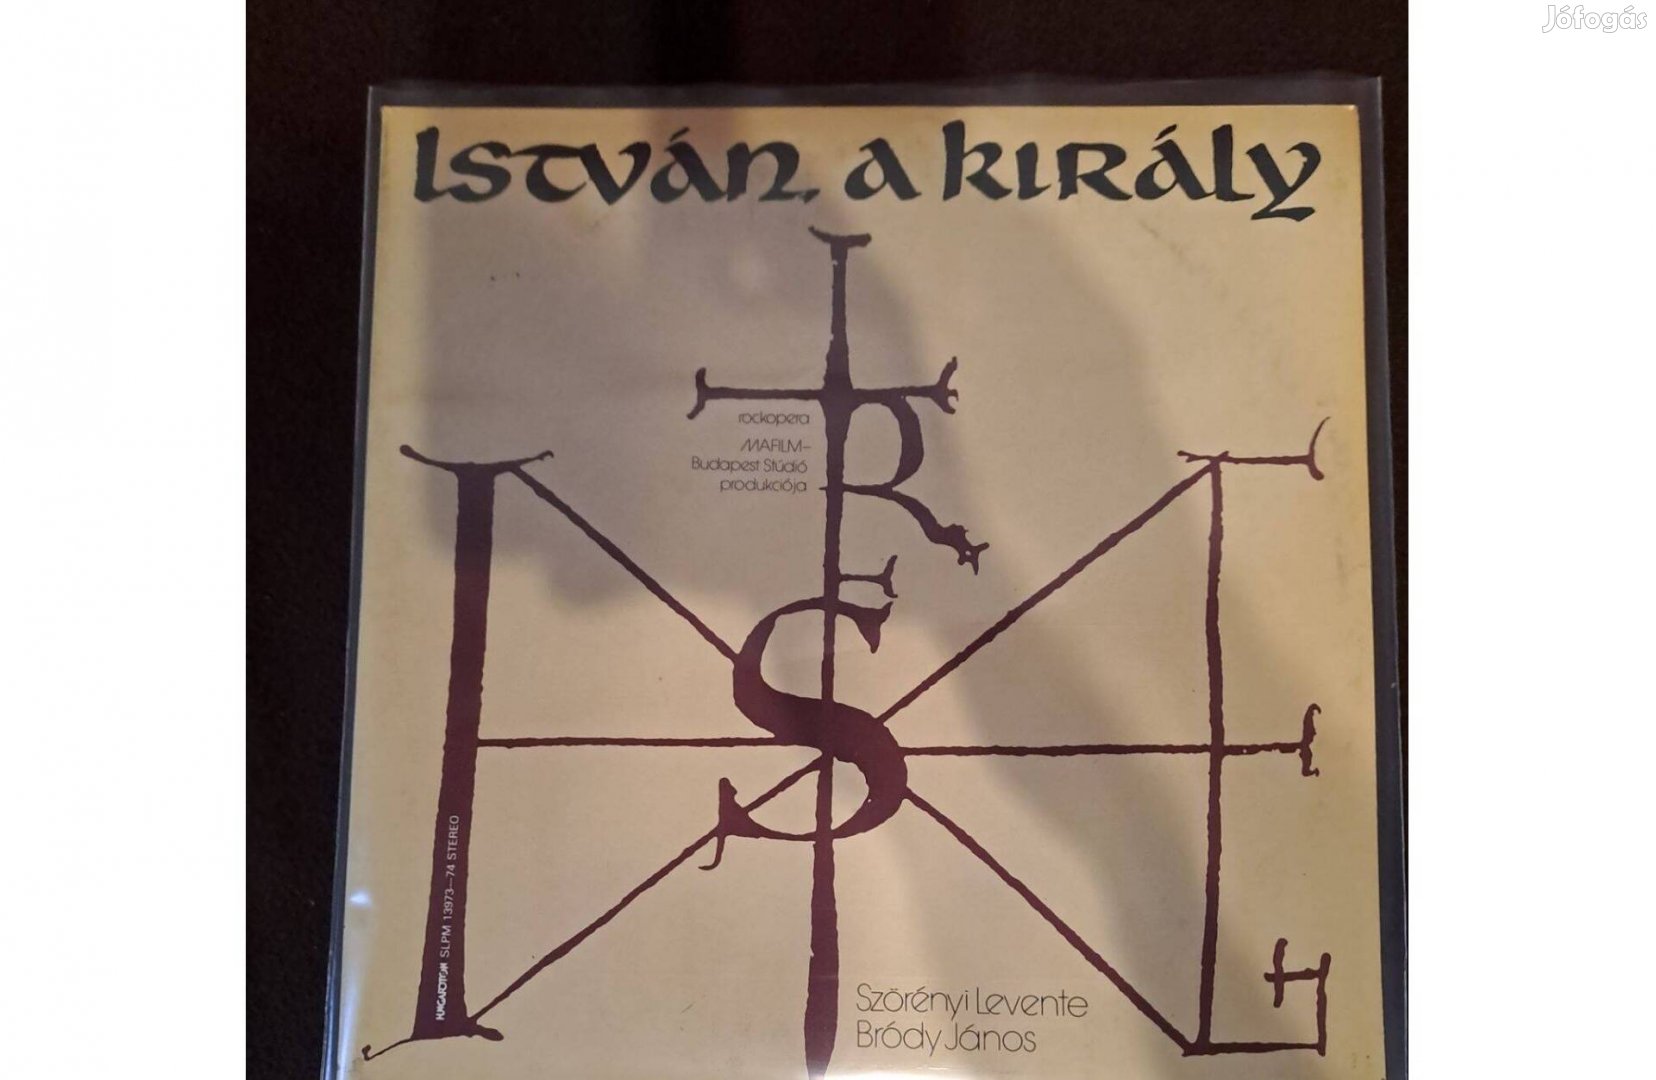 Jófogás
István, a király
rockopera
MAFILM–
Budapest Stúdió
produkciója
HUNGAROTON SLPM 13973—74 STEREO
Szörényi Levente
Bródy János